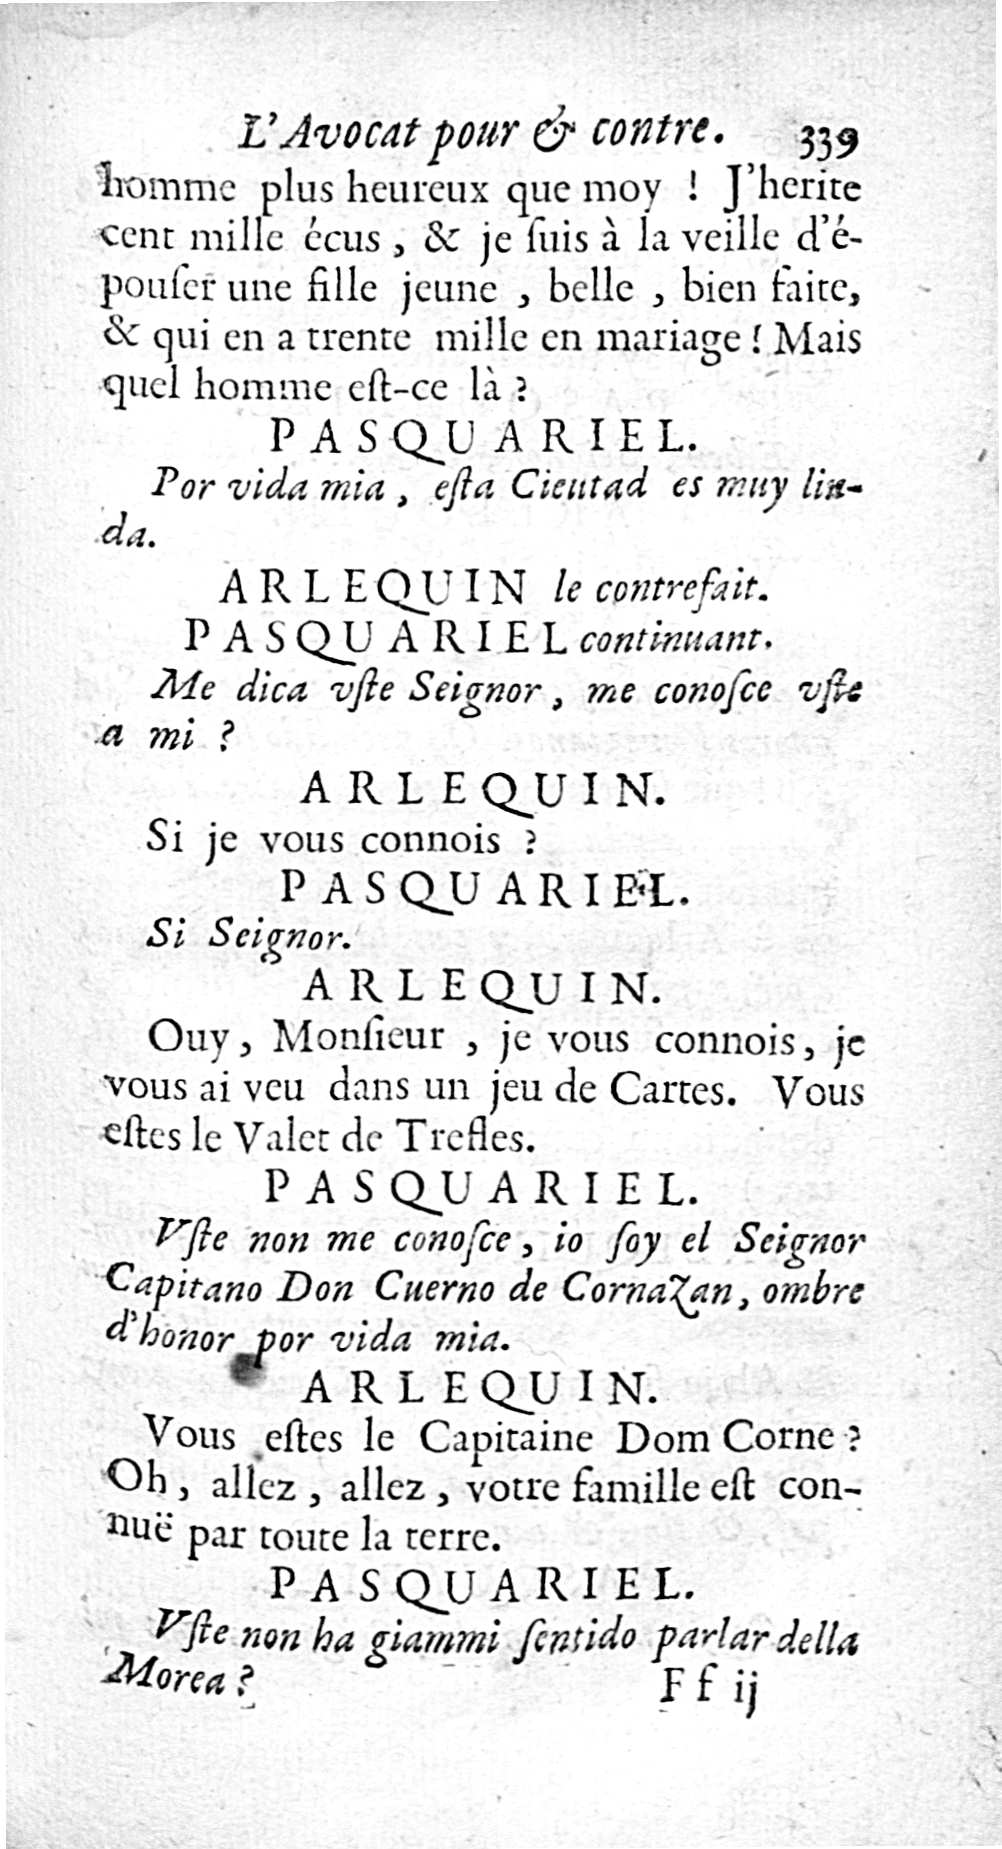 L'Avocat pour & contre. 339
homme plus heureux que moy ! J'herite
cent mille écus , & je ſuis à la veille d'é-
pouſer une fille jeune , belle , bien faite,
& qui en a trente mille en mariage ! Mais
quel homme eſt-ce là ?
PASQUARIEL.
Por vida mia , eſta Cieutad es muy lin-
da.
ARLEQUIN le contrefait.
PASQUARIEL continuant.
Me dica vſte Seignor , me conoſce vſte
a mi ?
ARLEQUIN.
Si je vous connois ?
PASQUARIEL.
Si Seignor.
ARLEQUIN.
Ouy, Monſieur , je vous connois, je
vous ai veu dans un jeu de Cartes. Vous
eſtes le Valet de Trefles.
PASQUARIEL.
Vſte non me conoſce , io ſoy el Seignor
Capitano Don Cuerno de Cornazan, ombre
d'honor por vida mia.
ARLEQUIN.
Vous eſtes le Capitaine Dom Corne ?
Oh , allez , allez , votre famille eſt con-
nuë par toute la terre.
PASQUARIEL.
Vſte non ha giammi ſentido parlar della
Morea ?
F f ij